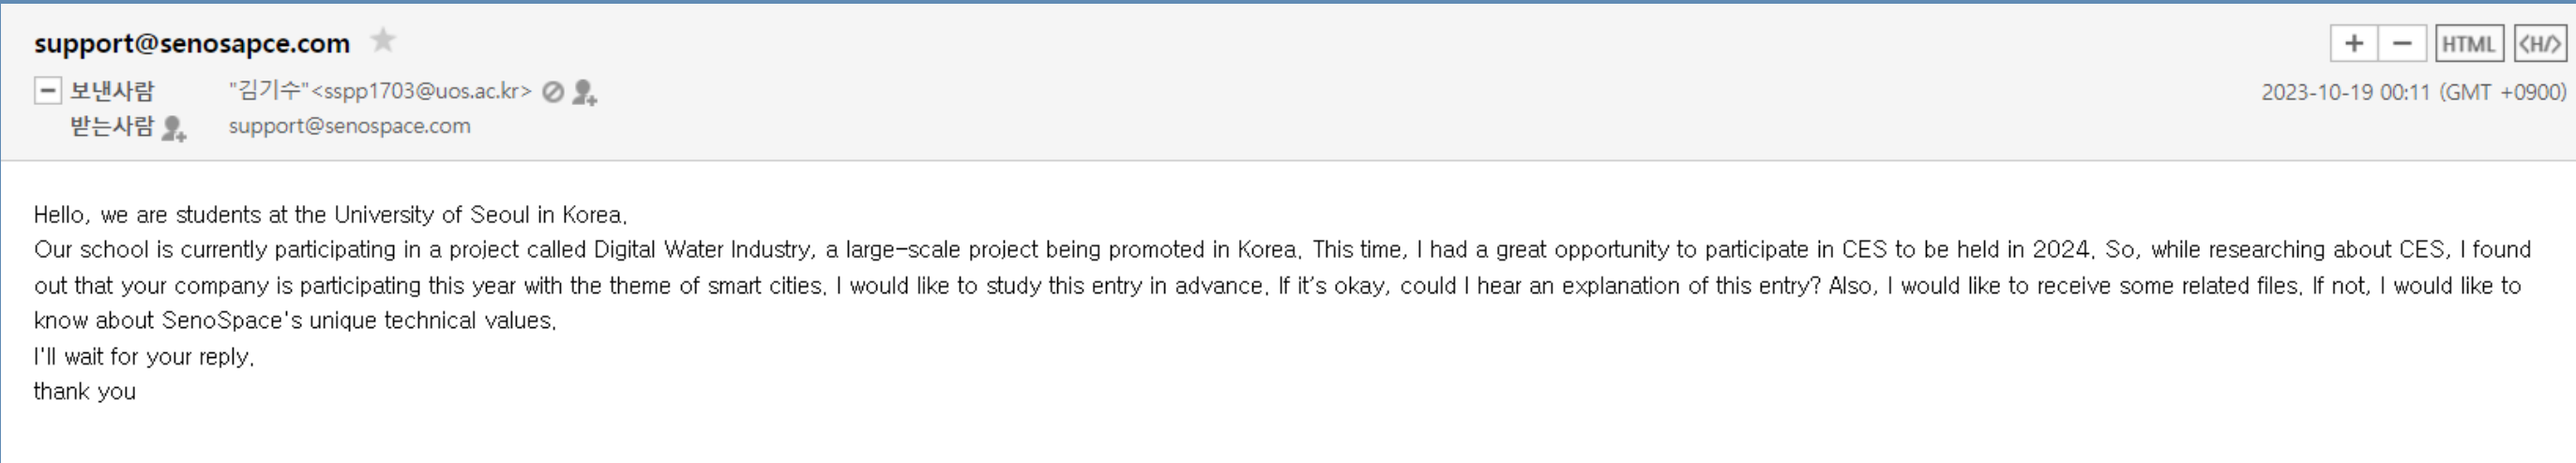 support@senosapce.com
HTML <H/>
보낸사람 "김기수"<sspp1703@uos.ac.kr> 2023-10-19 00:11 (GMT +0900)
받는사람 support@senospace.com
Hello, we are students at the University of Seoul in Korea.
Our school is currently participating in a project called Digital Water Industry, a large-scale project being promoted in Korea. This time, I had a great opportunity to participate in CES to be held in 2024. So, while researching about CES, I found
out that your company is participating this year with the theme of smart cities. I would like to study this entry in advance. If it's okay, could I hear an explanation of this entry? Also, I would like to receive some related files. If not, I would like to
know about SenoSpace's unique technical values.
I'll wait for your reply.
thank you